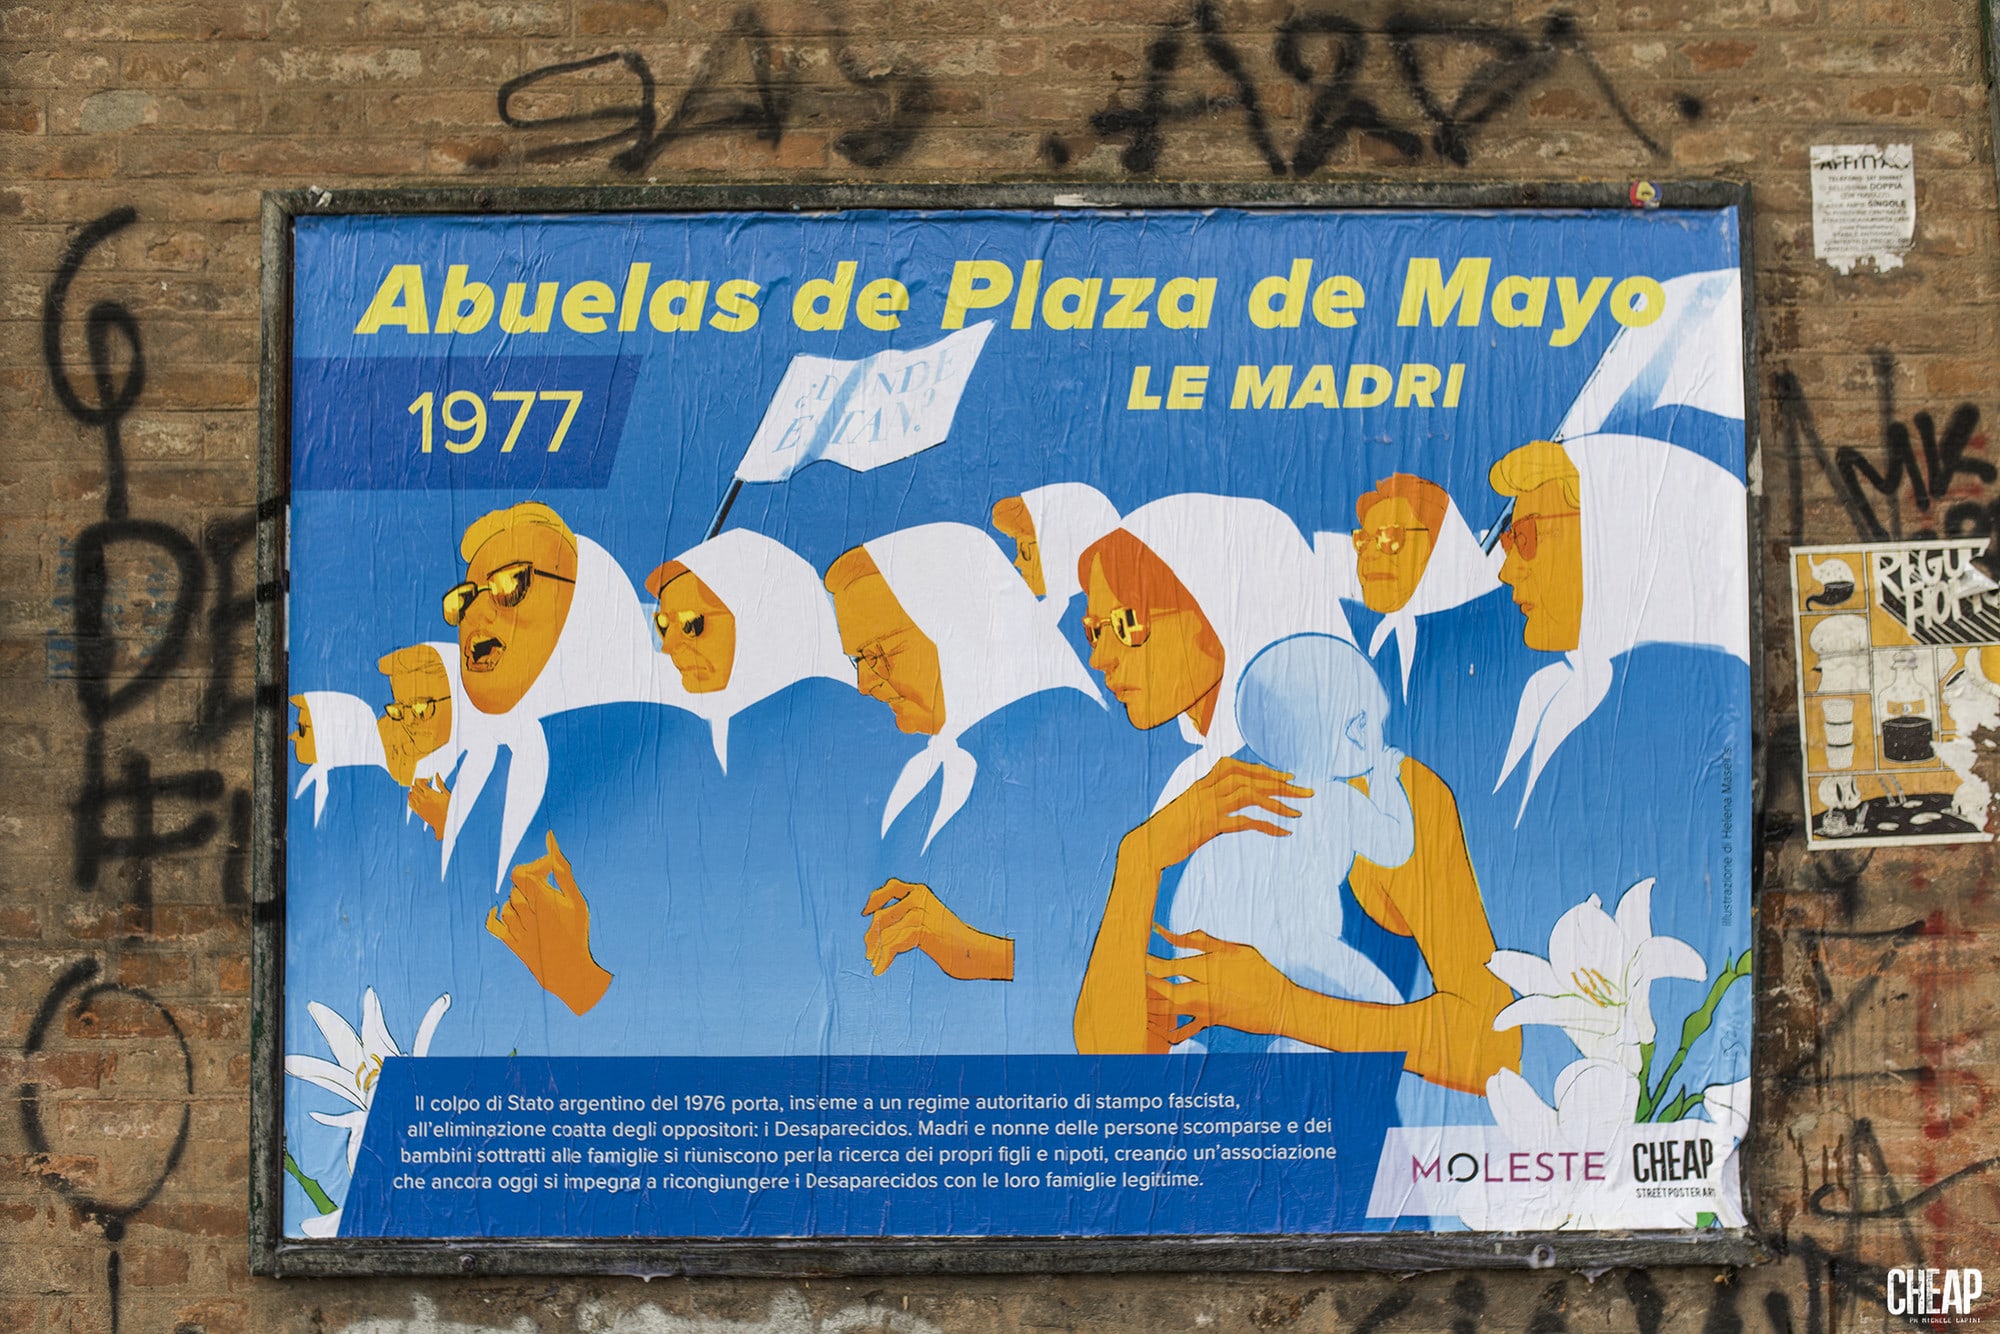 Abuelas de Plaza de Mayo
LE MADRI
1977
¿DONDE
Il colpo di Stato argentino del 1976 porta, insieme a un regime autoritario di stampo fascista,
all'eliminazione coatta degli oppositori: i Desaparecidos. Madri e nonne delle persone scomparse e dei
bambini sottratti alle famiglie si riuniscono per la ricerca dei propri figli e nipoti, creando un'associazione
che ancora oggi si impegna a ricongiungere i Desaparecidos con le loro famiglie legittime.
MOLESTE
CHEAP
STREET POSTER ART
illustrazione di Helena Masellis
DOPPIA
SINGOLE
MK
CHEAP
PH MICHELE LAPINI